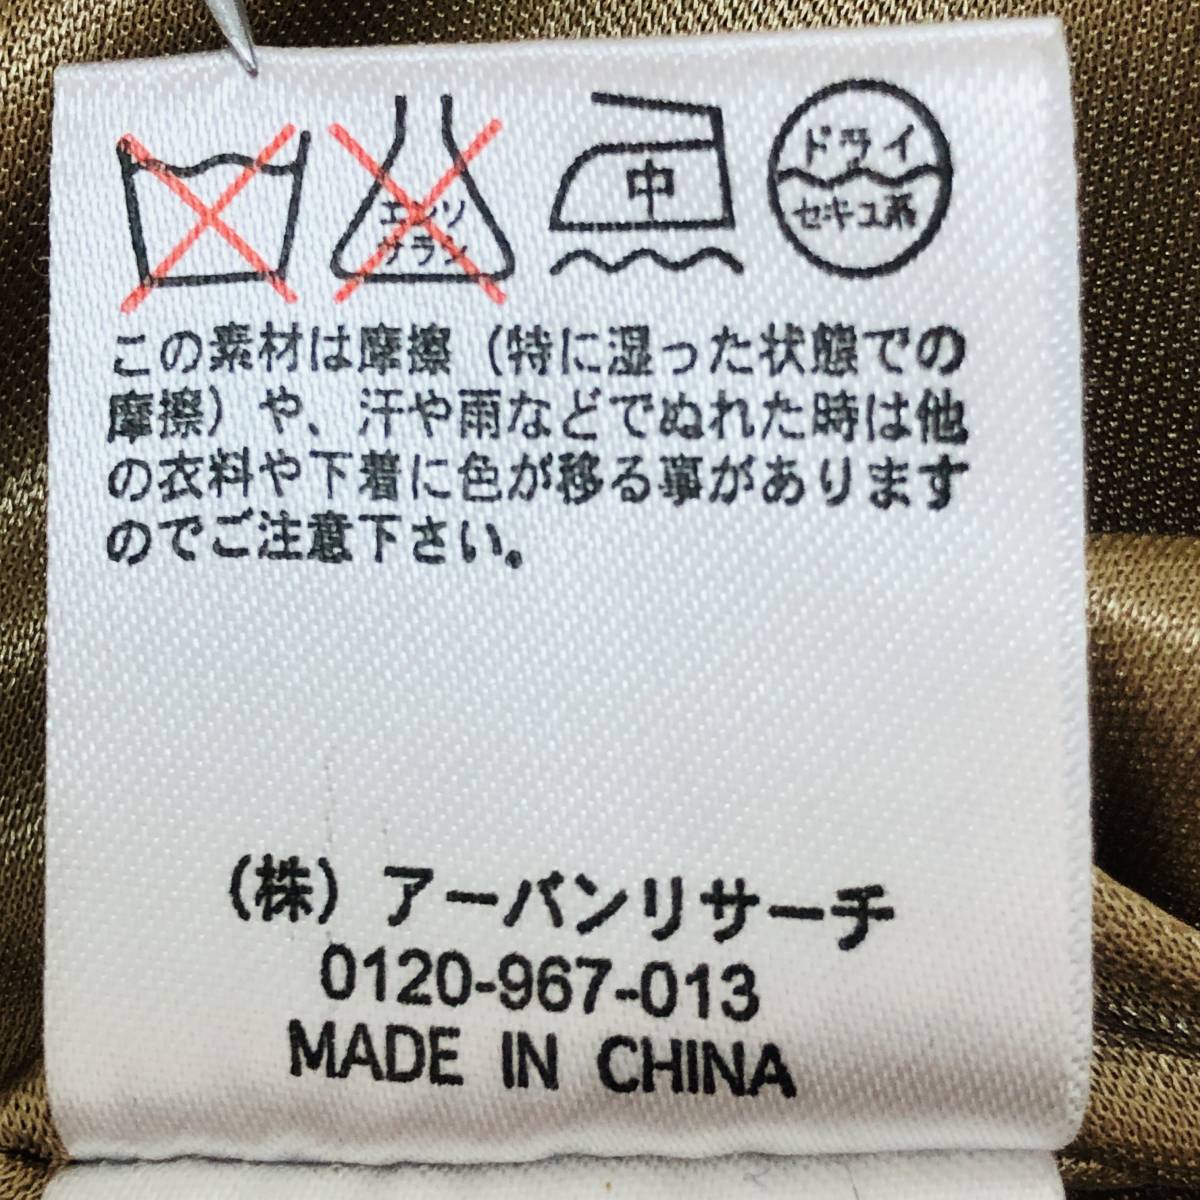 エンソ
サラシ
中
ドライ
セキユ系
この素材は摩擦（特に湿った状態での
摩擦）や、汗や雨などでぬれた時は他
の衣料や下着に色が移る事があります
のでご注意下さい。
（株）アーバンリサーチ
0120-967-013
MADE IN CHINA